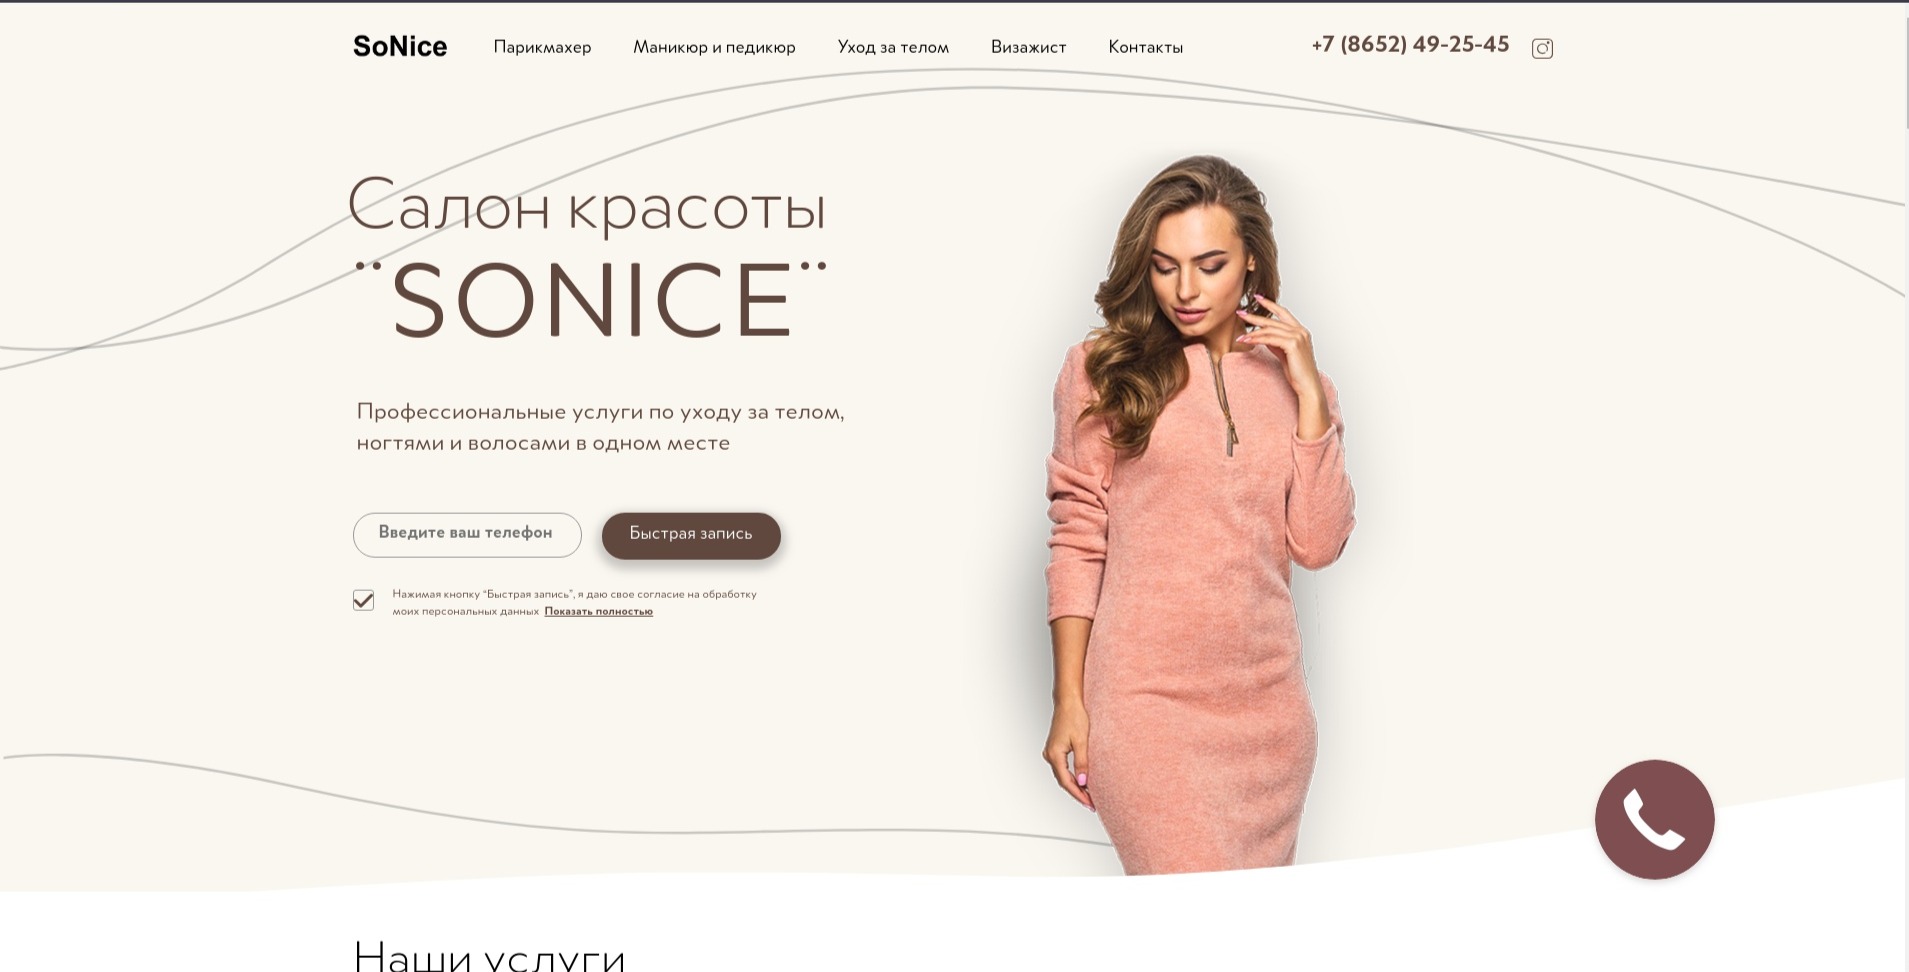 SoNice
Парикмахер
Маникюр и педикюр
Уход за телом
Визажист
Контакты
+7 (8652) 49-25-45
Салон красоты
¨SONICE¨
Профессиональные услуги по уходу за телом,
ногтями и волосами в одном месте
Введите ваш телефон
Быстрая запись
Нажимая кнопку “Быстрая запись”, я даю свое согласие на обработку
моих персональных данных Показать полностью
Наши услуги